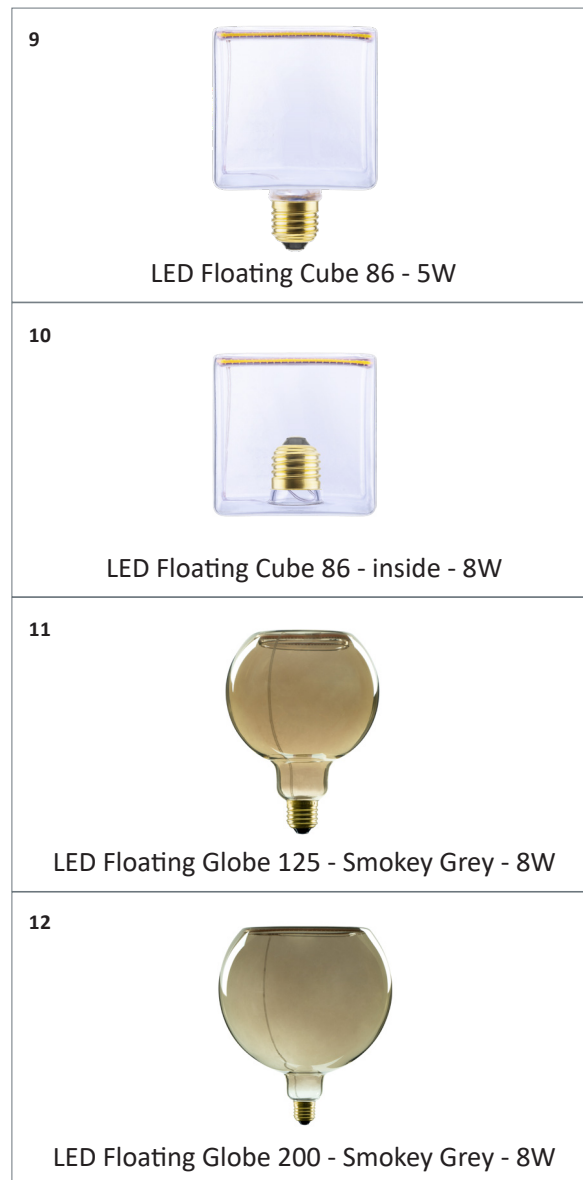 9
LED Floating Cube 86 - 5W
10
LED Floating Cube 86 - inside - 8W
11
LED Floating Globe 125 - Smokey Grey - 8W
12
LED Floating Globe 200 - Smokey Grey - 8W